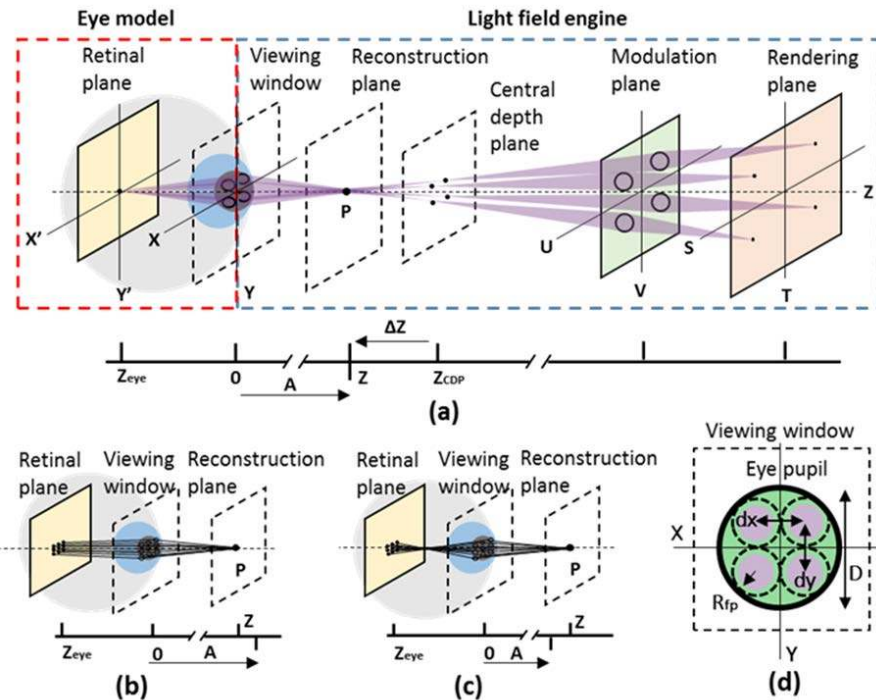 Eye model
Light field engine
Retinal plane
Viewing window
Reconstruction plane
Central depth plane
Modulation plane
Rendering plane
P
Z
X'
X
U
S
Y'
Y
V
T
ΔZ
Zeye
0
A
Z
ZCDP
(a)
Retinal plane
Viewing window
Reconstruction plane
P
Z
Zeye
0
A
(b)
Retinal plane
Viewing window
Reconstruction plane
P
Z
Zeye
0
A
(c)
Viewing window
Eye pupil
dx
X
dy
D
Rfp
Y
(d)